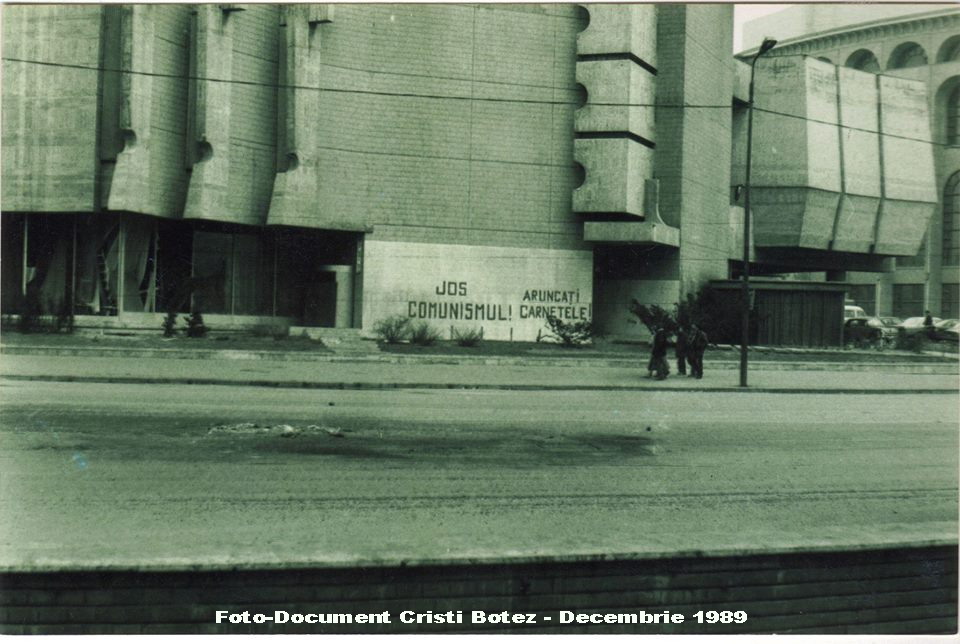 JOS
COMUNISMUL!
ARUNCAȚI
CARNETELE!
Foto-Document Cristi Botez - Decembrie 1989